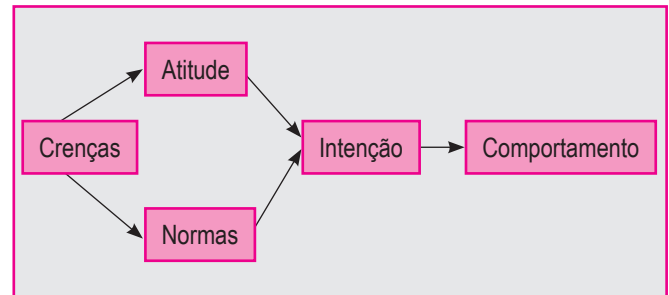 Atitude
Crenças
Intenção
Comportamento
Normas